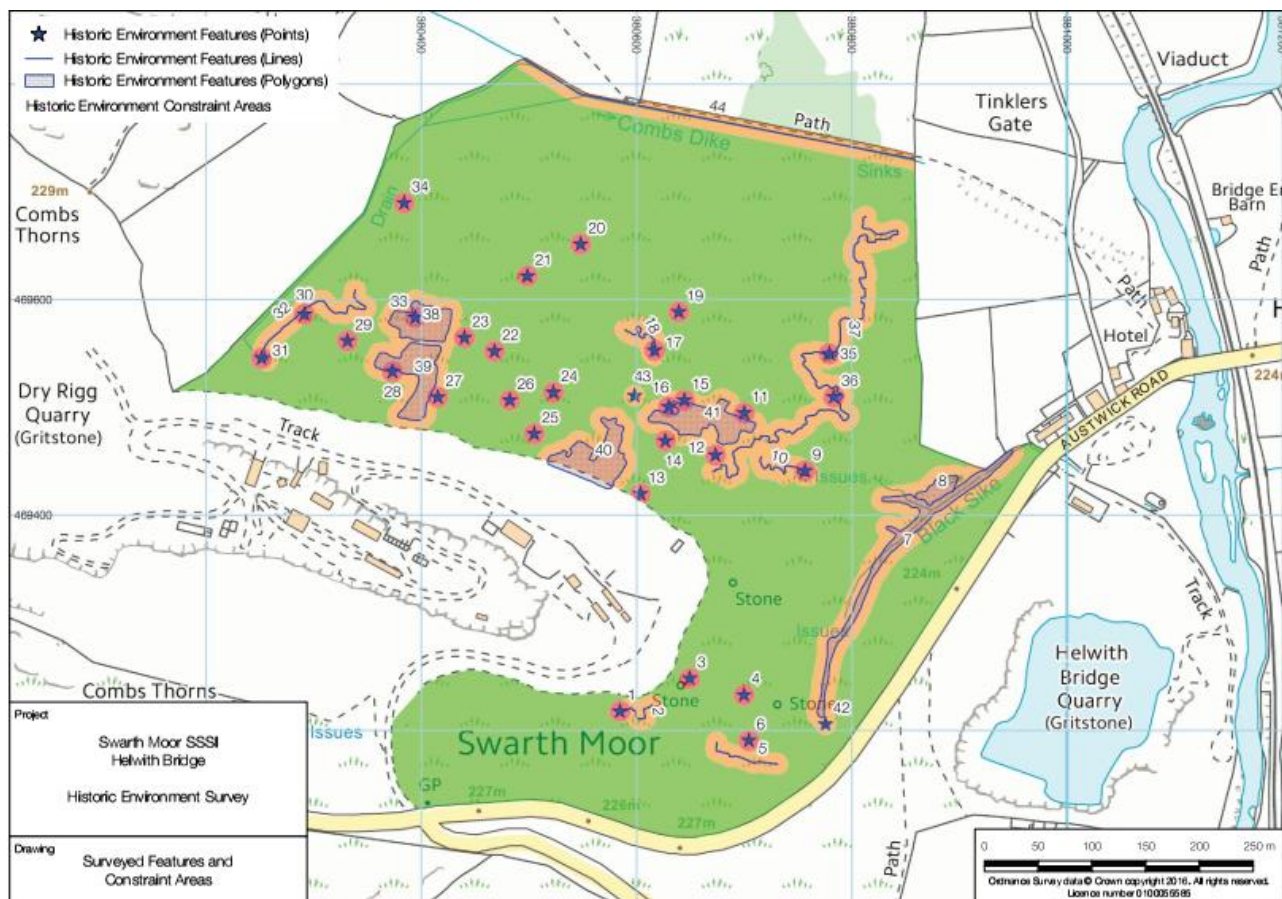 Historic Environment Features (Points)
Historic Environment Features (Lines)
Historic Environment Features (Polygons)
Historic Environment Constraint Areas
380400
380600
380800
381000
Viaduct
Tinklers
Gate
44
Path
Combs Dike
Sinks
Drain
229m
Combs
Thorns
34
20
21
19
Bridge
Barn
Path
469600
30
32
31
29
33
38
23
22
18
17
37
35
36
Path
Hotel
28
39
27
26
24
25
43
16
15
41
11
14
12
10
9
Issues
40
13
AUSTWICK ROAD
Dry Rigg
Quarry
(Gritstone)
Track
469400
8
7
Black Sike
224m
Stone
Issues
Track
3
Stone
4
Stone
42
1
2
6
5
Combs Thorns
Issues
Swarth Moor
GP
227m
226m
227m
Helwith
Bridge
Quarry
(Gritstone)
Path
Project
Swarth Moor SSSI
Helwith Bridge
Historic Environment Survey
Drawing
Surveyed Features and
Constraint Areas
0 50 100 150 200 250 m
Ordnance Survey data © Crown copyright 2016. All rights reserved.
Licence number 0100055585